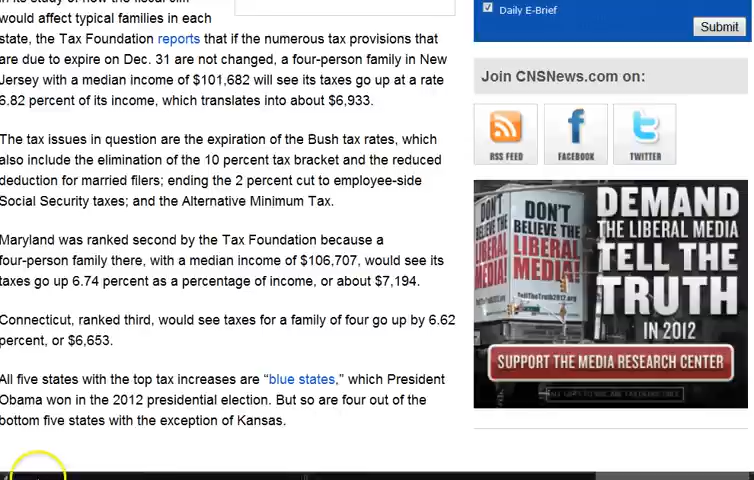 would affect typical families in each
state, the Tax Foundation reports that if the numerous tax provisions that
are due to expire on Dec. 31 are not changed, a four-person family in New
Jersey with a median income of $101,682 will see its taxes go up at a rate
6.82 percent of its income, which translates into about $6,933.
The tax issues in question are the expiration of the Bush tax rates, which
also include the elimination of the 10 percent tax bracket and the reduced
deduction for married filers; ending the 2 percent cut to employee-side
Social Security taxes; and the Alternative Minimum Tax.
Maryland was ranked second by the Tax Foundation because a
four-person family there, with a median income of $106,707, would see its
taxes go up 6.74 percent as a percentage of income, or about $7,194.
Connecticut, ranked third, would see taxes for a family of four go up by 6.62
percent, or $6,653.
All five states with the top tax increases are “blue states,” which President
Obama won in the 2012 presidential election. But so are four out of the
bottom five states with the exception of Kansas.
Daily E-Brief
Submit
Join CNSNews.com on:
RSS FEED
FACEBOOK
TWITTER
DON'T
BELIEVE THE
LIBERAL
MEDIA!
DON'T
BELIEVE THE
LIBERAL
MEDIA!
TellTheTruth2012.org
DEMAND
THE LIBERAL MEDIA
TELL THE
TRUTH
IN 2012
SUPPORT THE MEDIA RESEARCH CENTER